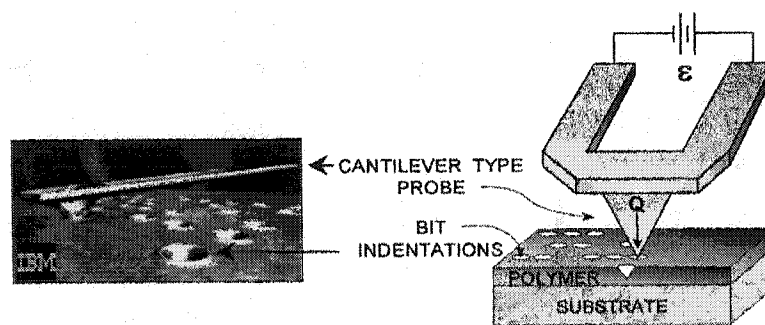 IBM
CANTILEVER TYPE
PROBE
BIT
INDENTATIONS
ε
Q
POLYMER
SUBSTRATE